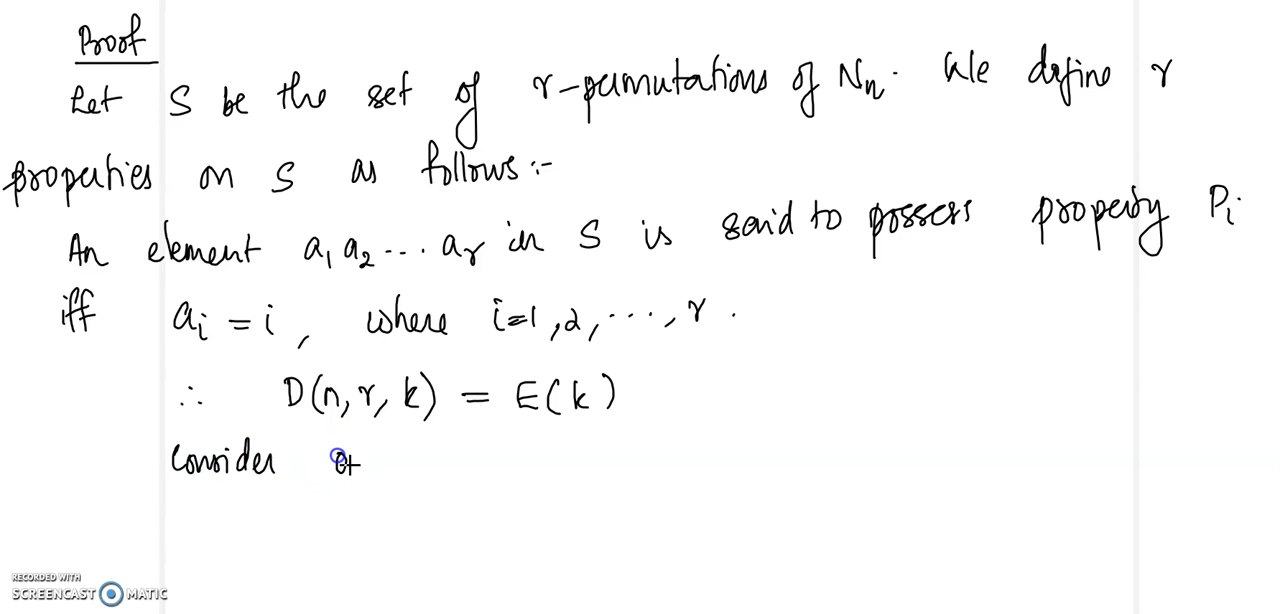 Proof
Let S be the set of r-permutations of Nn. We define r
properties on S as follows:-
An element a1 a2 ... ar in S is said to possess property Pi
iff ai = i, where i=1,2,...,r.
∴ D(n,r,k) = E(k)
Consider
RECORDED WITH
SCREENCAST MATIC